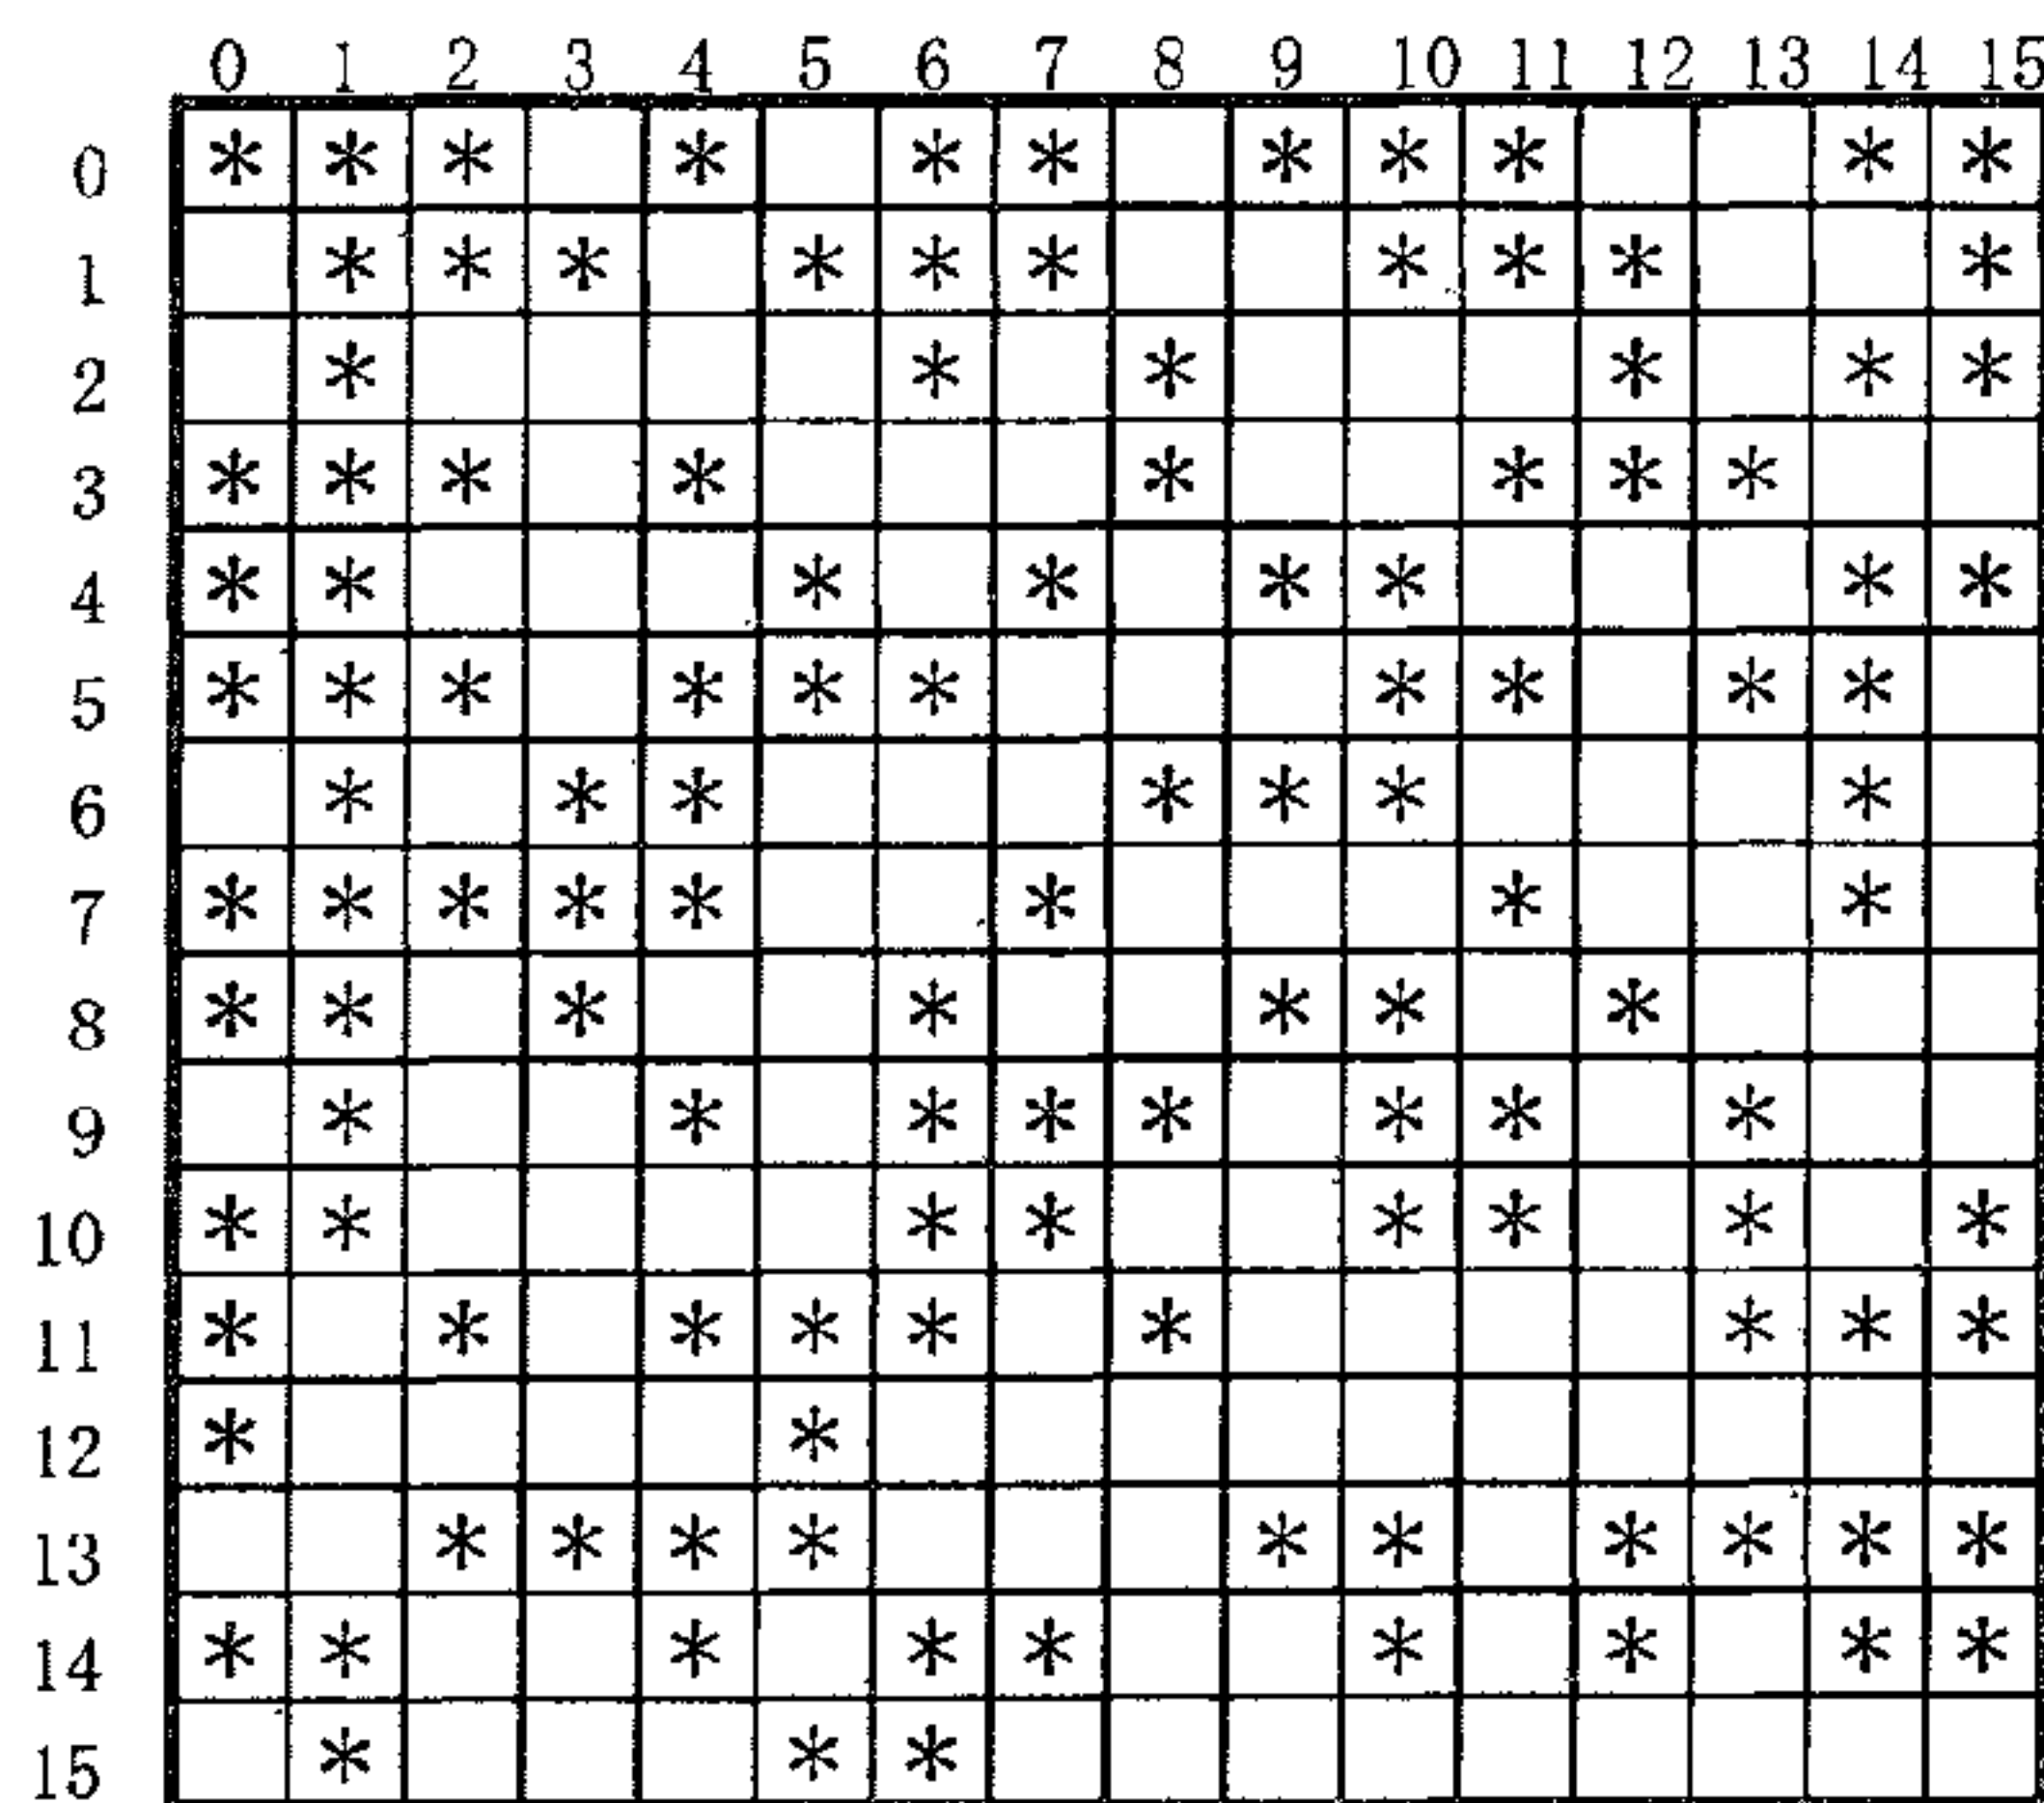 0 1 2 3 4 5 6 7 8 9 10 11 12 13 14 15
0 * * * * * * * * * * *
1 * * * * * * * * * *
2 * * * * * *
3 * * * * * * * *
4 * * * * * * * *
5 * * * * * * * * * *
6 * * * * * * *
7 * * * * * * * *
8 * * * * * * *
9 * * * * * * * *
10 * * * * * * * *
11 * * * * * * * * *
12 * *
13 * * * * * * * * * *
14 * * * * * * * * *
15 * * *